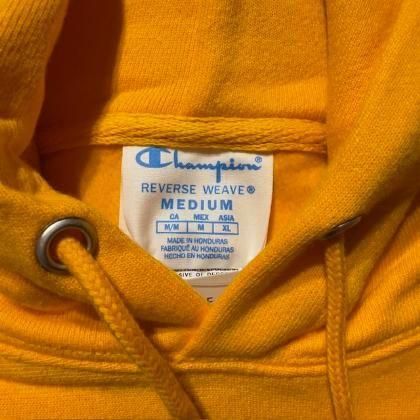 Champion®
REVERSE WEAVE®
MEDIUM
CA MEX ASIA
M/M M XL
MADE IN HONDURAS
FABRIQUÉ AU HONDURAS
HECHO EN HONDURAS